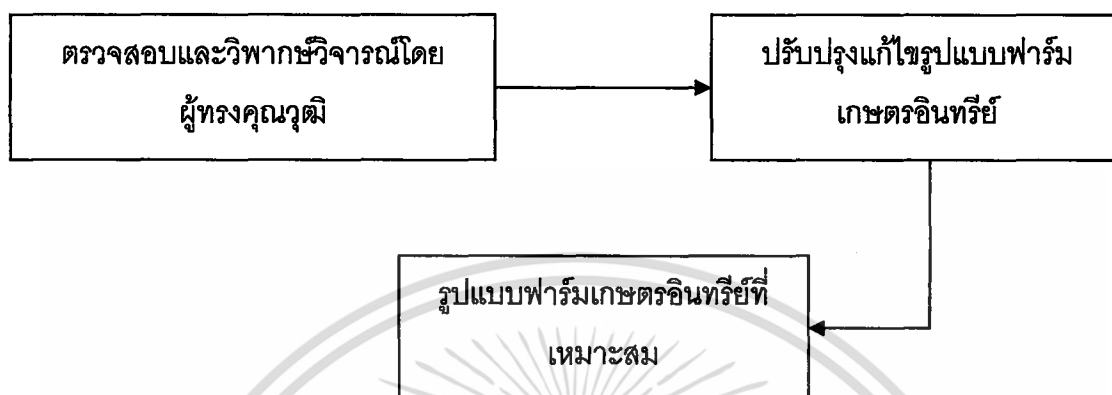 ตรวจสอบและวิพากษ์วิจารณ์โดย
ผู้ทรงคุณวุฒิ
ปรับปรุงแก้ไขรูปแบบฟาร์ม
เกษตรอินทรีย์
รูปแบบฟาร์มเกษตรอินทรีย์ที่
เหมาะสม